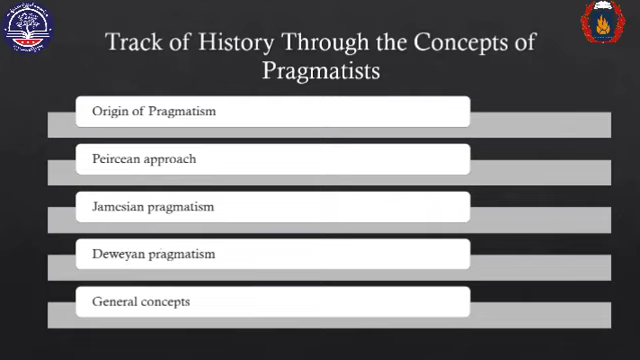 Track of History Through the Concepts of
Pragmatists
Origin of Pragmatism
Peircean approach
Jamesian pragmatism
Deweyan pragmatism
General concepts